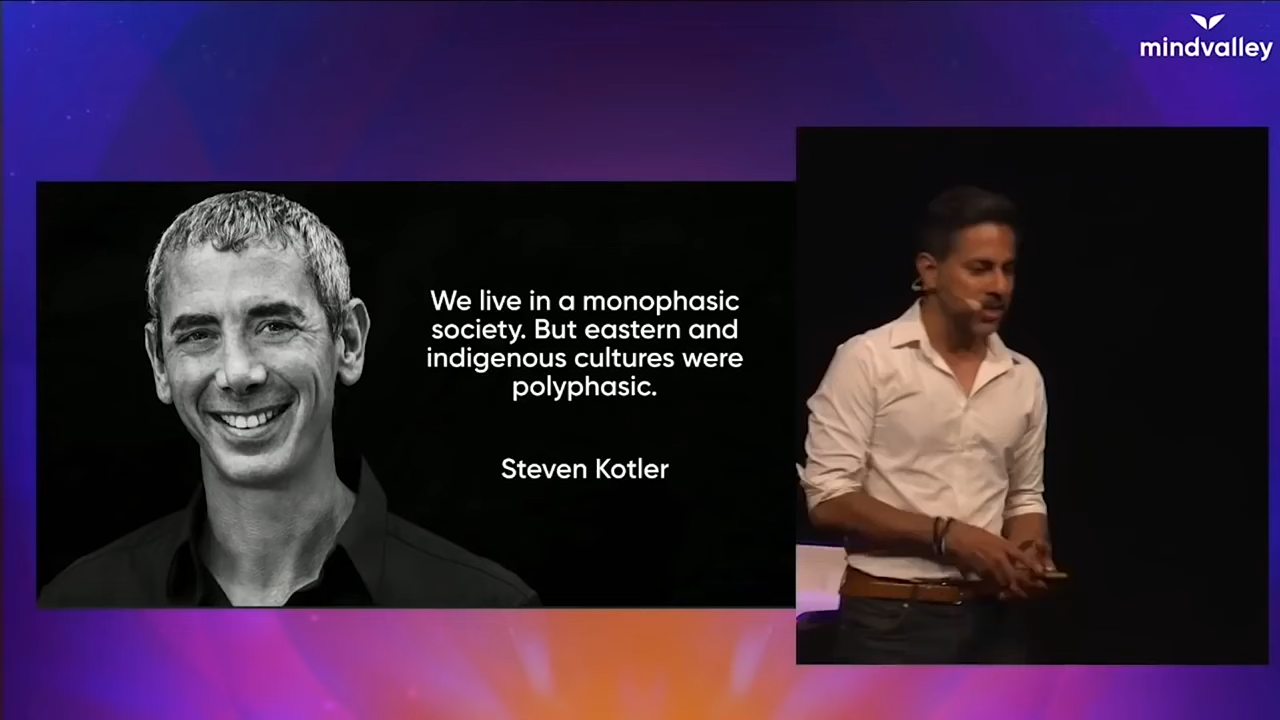 mindvalley
We live in a monophasic
society. But eastern and
indigenous cultures were
polyphasic.
Steven Kotler